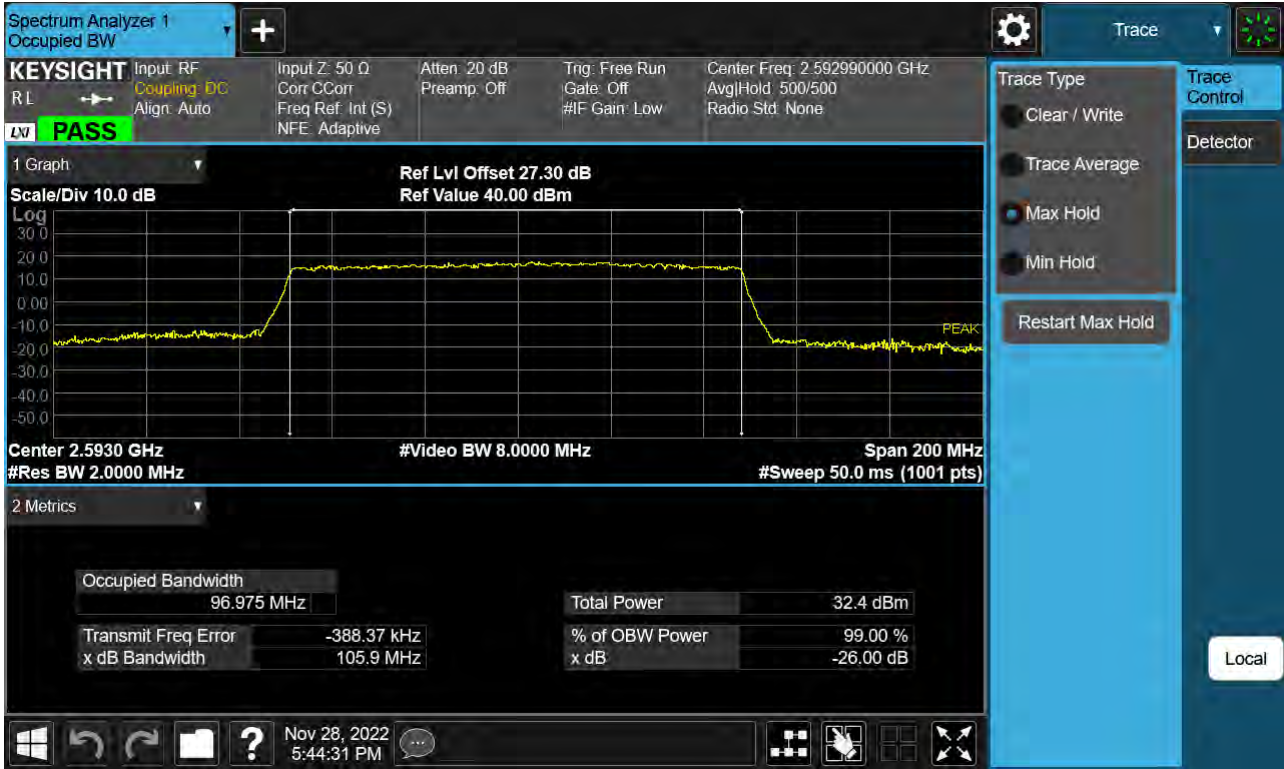 Spectrum Analyzer 1
Occupied BW
+
Trace
KEYSIGHT
R L
LXI
PASS
Input: RF
Coupling: DC
Align: Auto
Input Z: 50 Ω
Corr CCorr
Freq Ref: Int (S)
NFE: Adaptive
Atten: 20 dB
Preamp: Off
Trig: Free Run
Gate: Off
#IF Gain: Low
Center Freq: 2.592990000 GHz
Avg|Hold: 500/500
Radio Std: None
Trace Type
Clear / Write
Trace Average
Max Hold
Min Hold
Restart Max Hold
Trace
Control
Detector
1 Graph
Scale/Div 10.0 dB
Ref Lvl Offset 27.30 dB
Ref Value 40.00 dBm
Log
30.0
20.0
10.0
0.00
-10.0
-20.0
-30.0
-40.0
-50.0
PEAK
Center 2.5930 GHz
#Res BW 2.0000 MHz
#Video BW 8.0000 MHz
Span 200 MHz
#Sweep 50.0 ms (1001 pts)
2 Metrics
Occupied Bandwidth
96.975 MHz
Transmit Freq Error -388.37 kHz
x dB Bandwidth 105.9 MHz
Total Power 32.4 dBm
% of OBW Power 99.00 %
x dB -26.00 dB
Local
?
Nov 28, 2022
5:44:31 PM